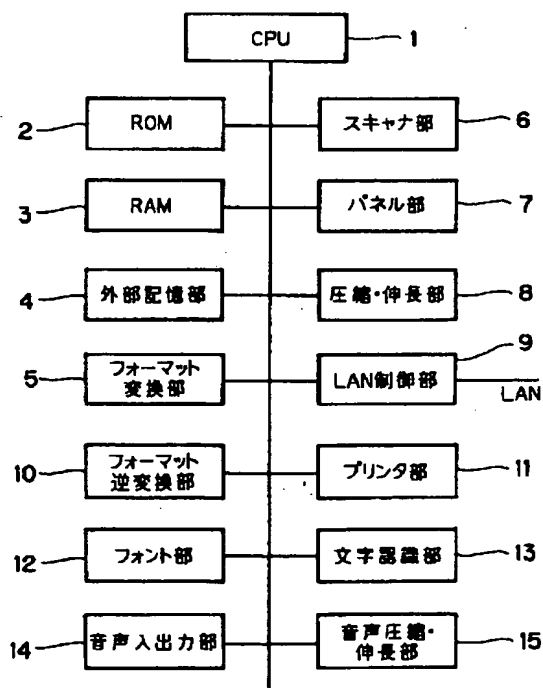 CPU
1
2
ROM
スキャナ部
6
3
RAM
パネル部
7
4
外部記憶部
圧縮・伸長部
8
5
フォーマット
変換部
LAN制御部
9
LAN
10
フォーマット
逆変換部
プリンタ部
11
12
フォント部
文字認識部
13
14
音声入出力部
音声圧縮・
伸長部
15